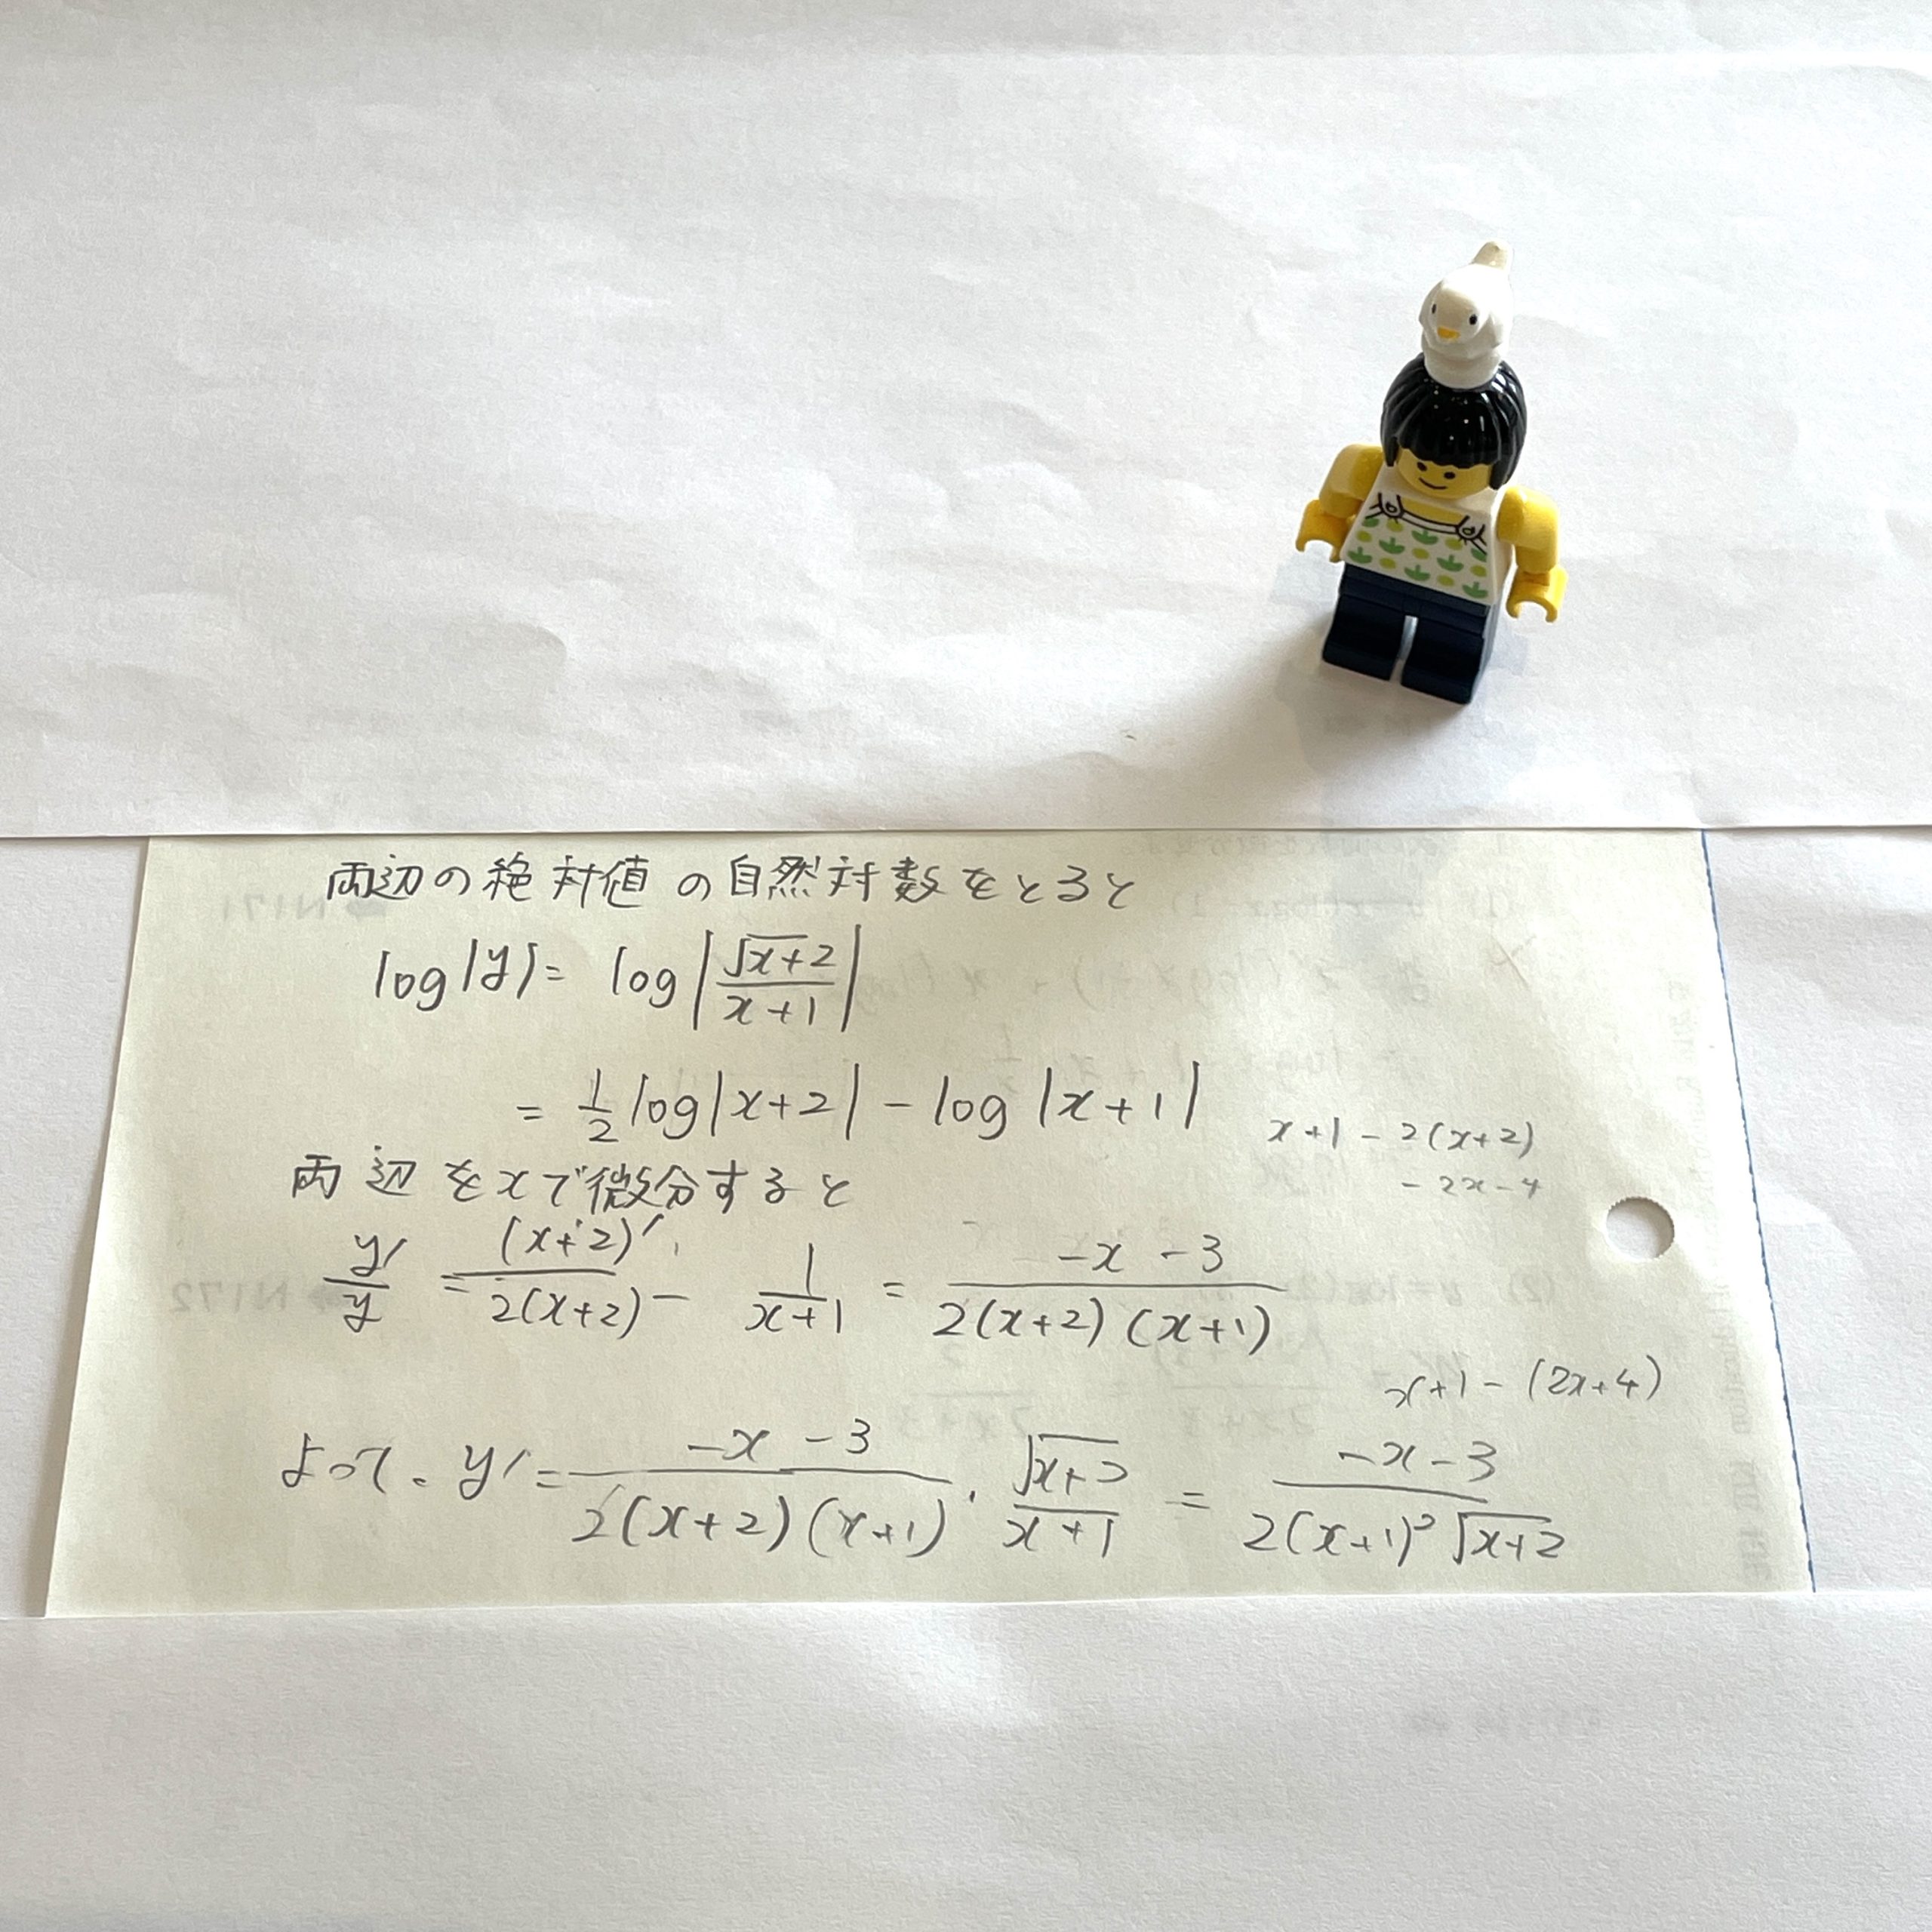 両辺の絶対値の自然対数をとると
log|y| = log|√x+2/x+1|
= 1/2 log|x+2| - log|x+1|
x+1 - 2(x+2)
-2x-4
両辺をxで微分すると
y'/y = (x+2)'/2(x+2) - 1/x+1 = -x-3/2(x+2)(x+1)
x+1 - (2x+4)
よって、y' = -x-3/2(x+2)(x+1) · √x+2/x+1 = -x-3/2(x+1)²√x+2